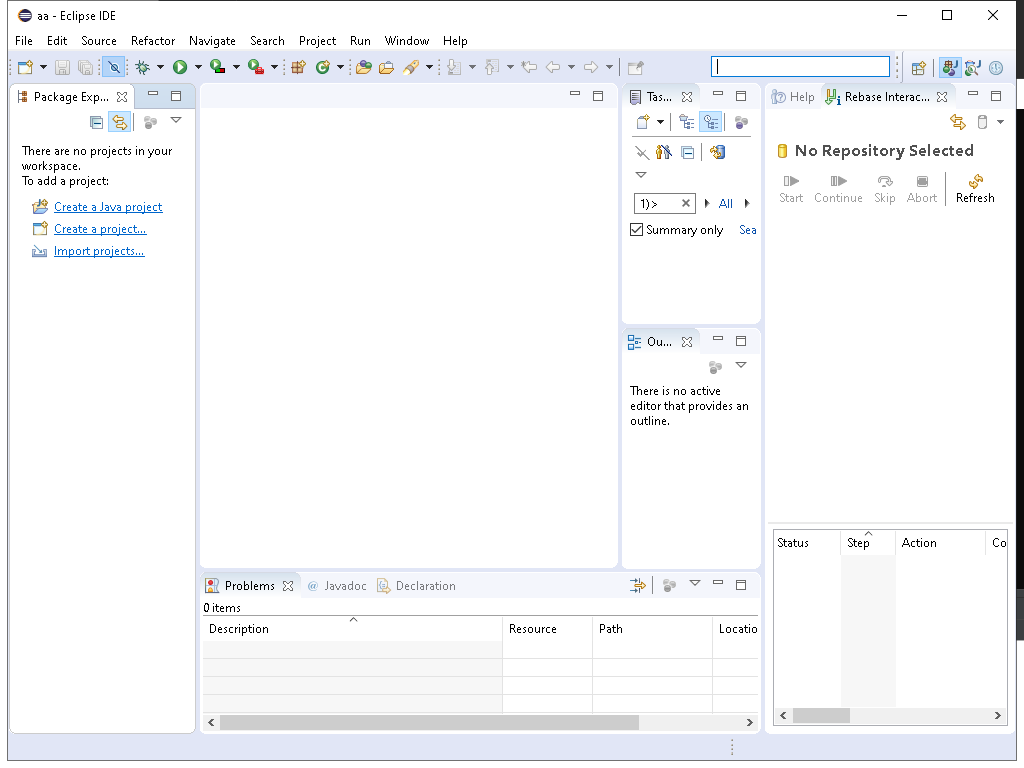 aa - Eclipse IDE
File Edit Source Refactor Navigate Search Project Run Window Help
Package Exp...
There are no projects in your
workspace.
To add a project:
Create a Java project
Create a project...
Import projects...
Tas...
1)> All
Summary only Sea
Ou...
There is no active
editor that provides an
outline.
Help Rebase Interac...
No Repository Selected
Start Continue Skip Abort Refresh
Status Step Action Co
Problems @ Javadoc Declaration
0 items
Description Resource Path Locatio